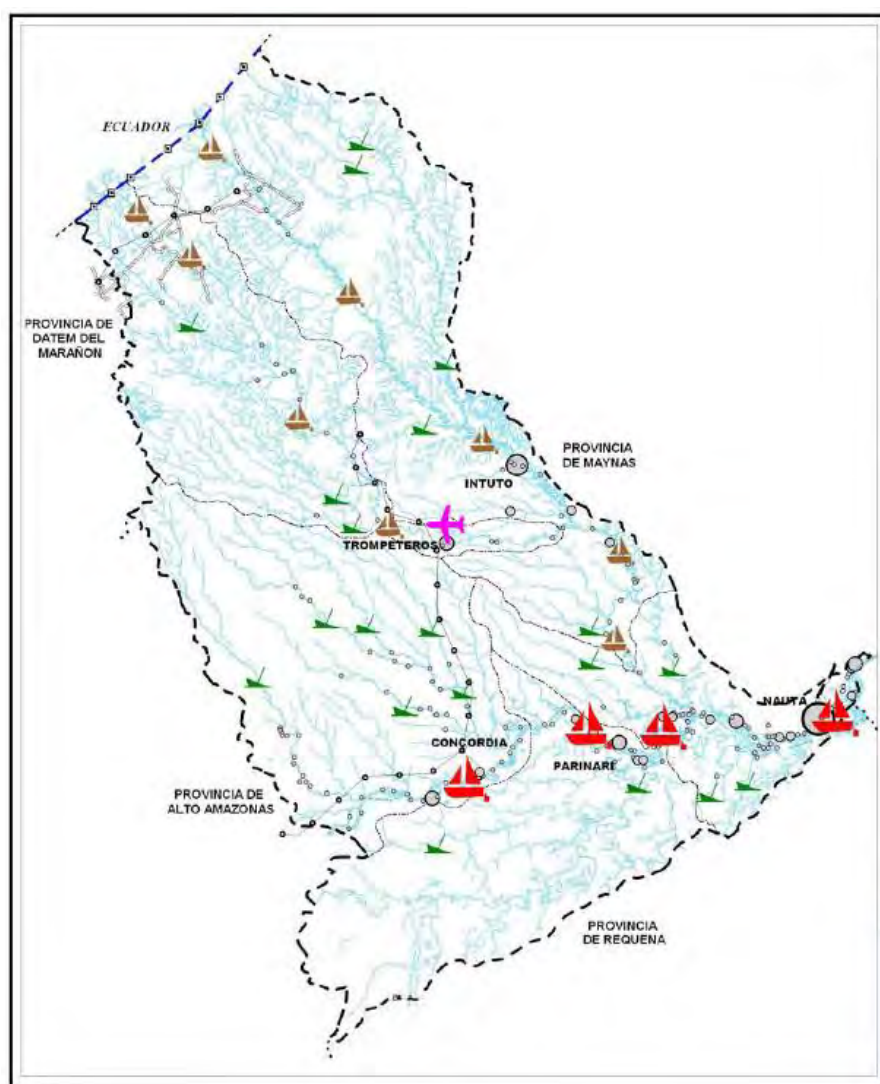 ECUADOR
PROVINCIA DE
DATEM DEL
MARAÑON
PROVINCIA
DE MAYNAS
INTUTO
TROMPETEROS
NAUTA
CONCORDIA
PARINARI
PROVINCIA DE
ALTO AMAZONAS
PROVINCIA
DE REQUENA